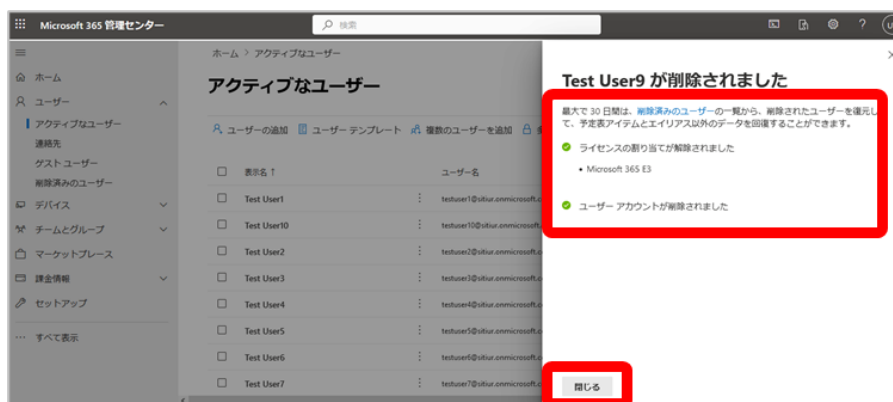 Microsoft 365 管理センター
検索
?
ホーム
ユーザー
アクティブなユーザー
連絡先
ゲスト ユーザー
削除済みのユーザー
デバイス
チームとグループ
マーケットプレース
課金情報
セットアップ
すべて表示
ホーム > アクティブなユーザー
アクティブなユーザー
ユーザーの追加 ユーザー テンプレート 複数のユーザーを追加
表示名 ↑ ユーザー名
Test User1 testuser1@sitiur.onmicrosoft.c
Test User10 testuser10@sitiur.onmicrosoft.
Test User2 testuser2@sitiur.onmicrosoft.c
Test User3 testuser3@sitiur.onmicrosoft.c
Test User4 testuser4@sitiur.onmicrosoft.c
Test User5 testuser5@sitiur.onmicrosoft.c
Test User6 testuser6@sitiur.onmicrosoft.c
Test User7 testuser7@sitiur.onmicrosoft.c
Test User9 が削除されました
最大で 30 日間は、削除済みのユーザーの一覧から、削除されたユーザーを復元し
て、予定表アイテムとエイリアス以外のデータを回復することができます。
ライセンスの割り当てが解除されました
• Microsoft 365 E3
ユーザー アカウントが削除されました
閉じる